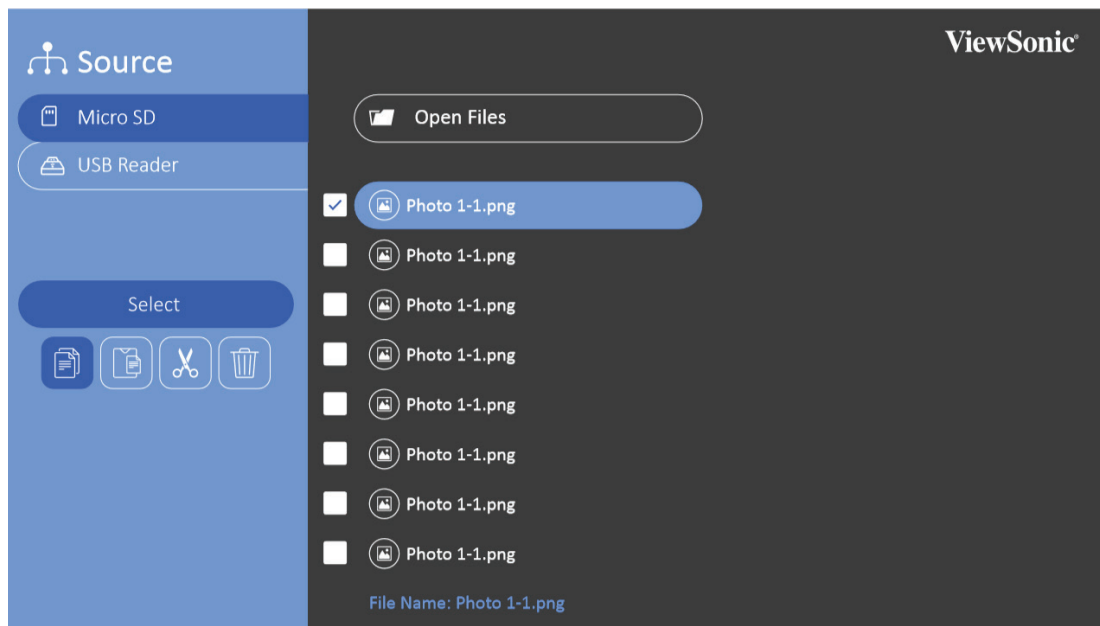 Source
ViewSonic®
Micro SD
USB Reader
Select
Open Files
Photo 1-1.png
Photo 1-1.png
Photo 1-1.png
Photo 1-1.png
Photo 1-1.png
Photo 1-1.png
Photo 1-1.png
Photo 1-1.png
File Name: Photo 1-1.png